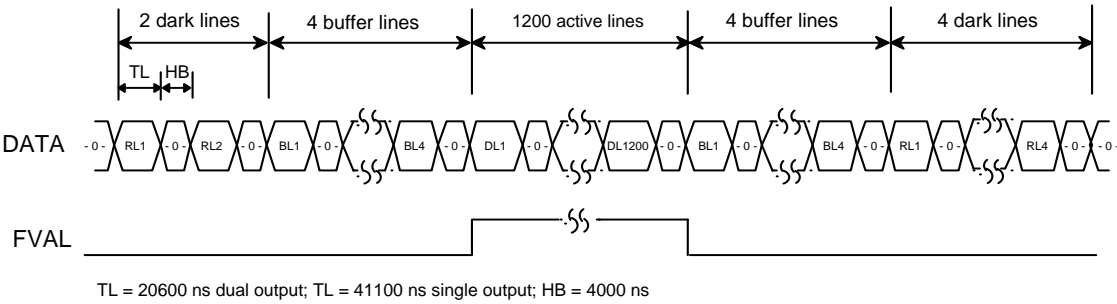 2 dark lines 4 buffer lines 1200 active lines 4 buffer lines 4 dark lines
TL HB
DATA - 0 - RL1 - 0 - RL2 - 0 - BL1 - 0 - BL4 - 0 - DL1 - 0 - DL1200 - 0 - BL1 - 0 - BL4 - 0 - RL1 - 0 - RL4 - 0 - - 0 -
FVAL
TL = 20600 ns dual output; TL = 41100 ns single output; HB = 4000 ns